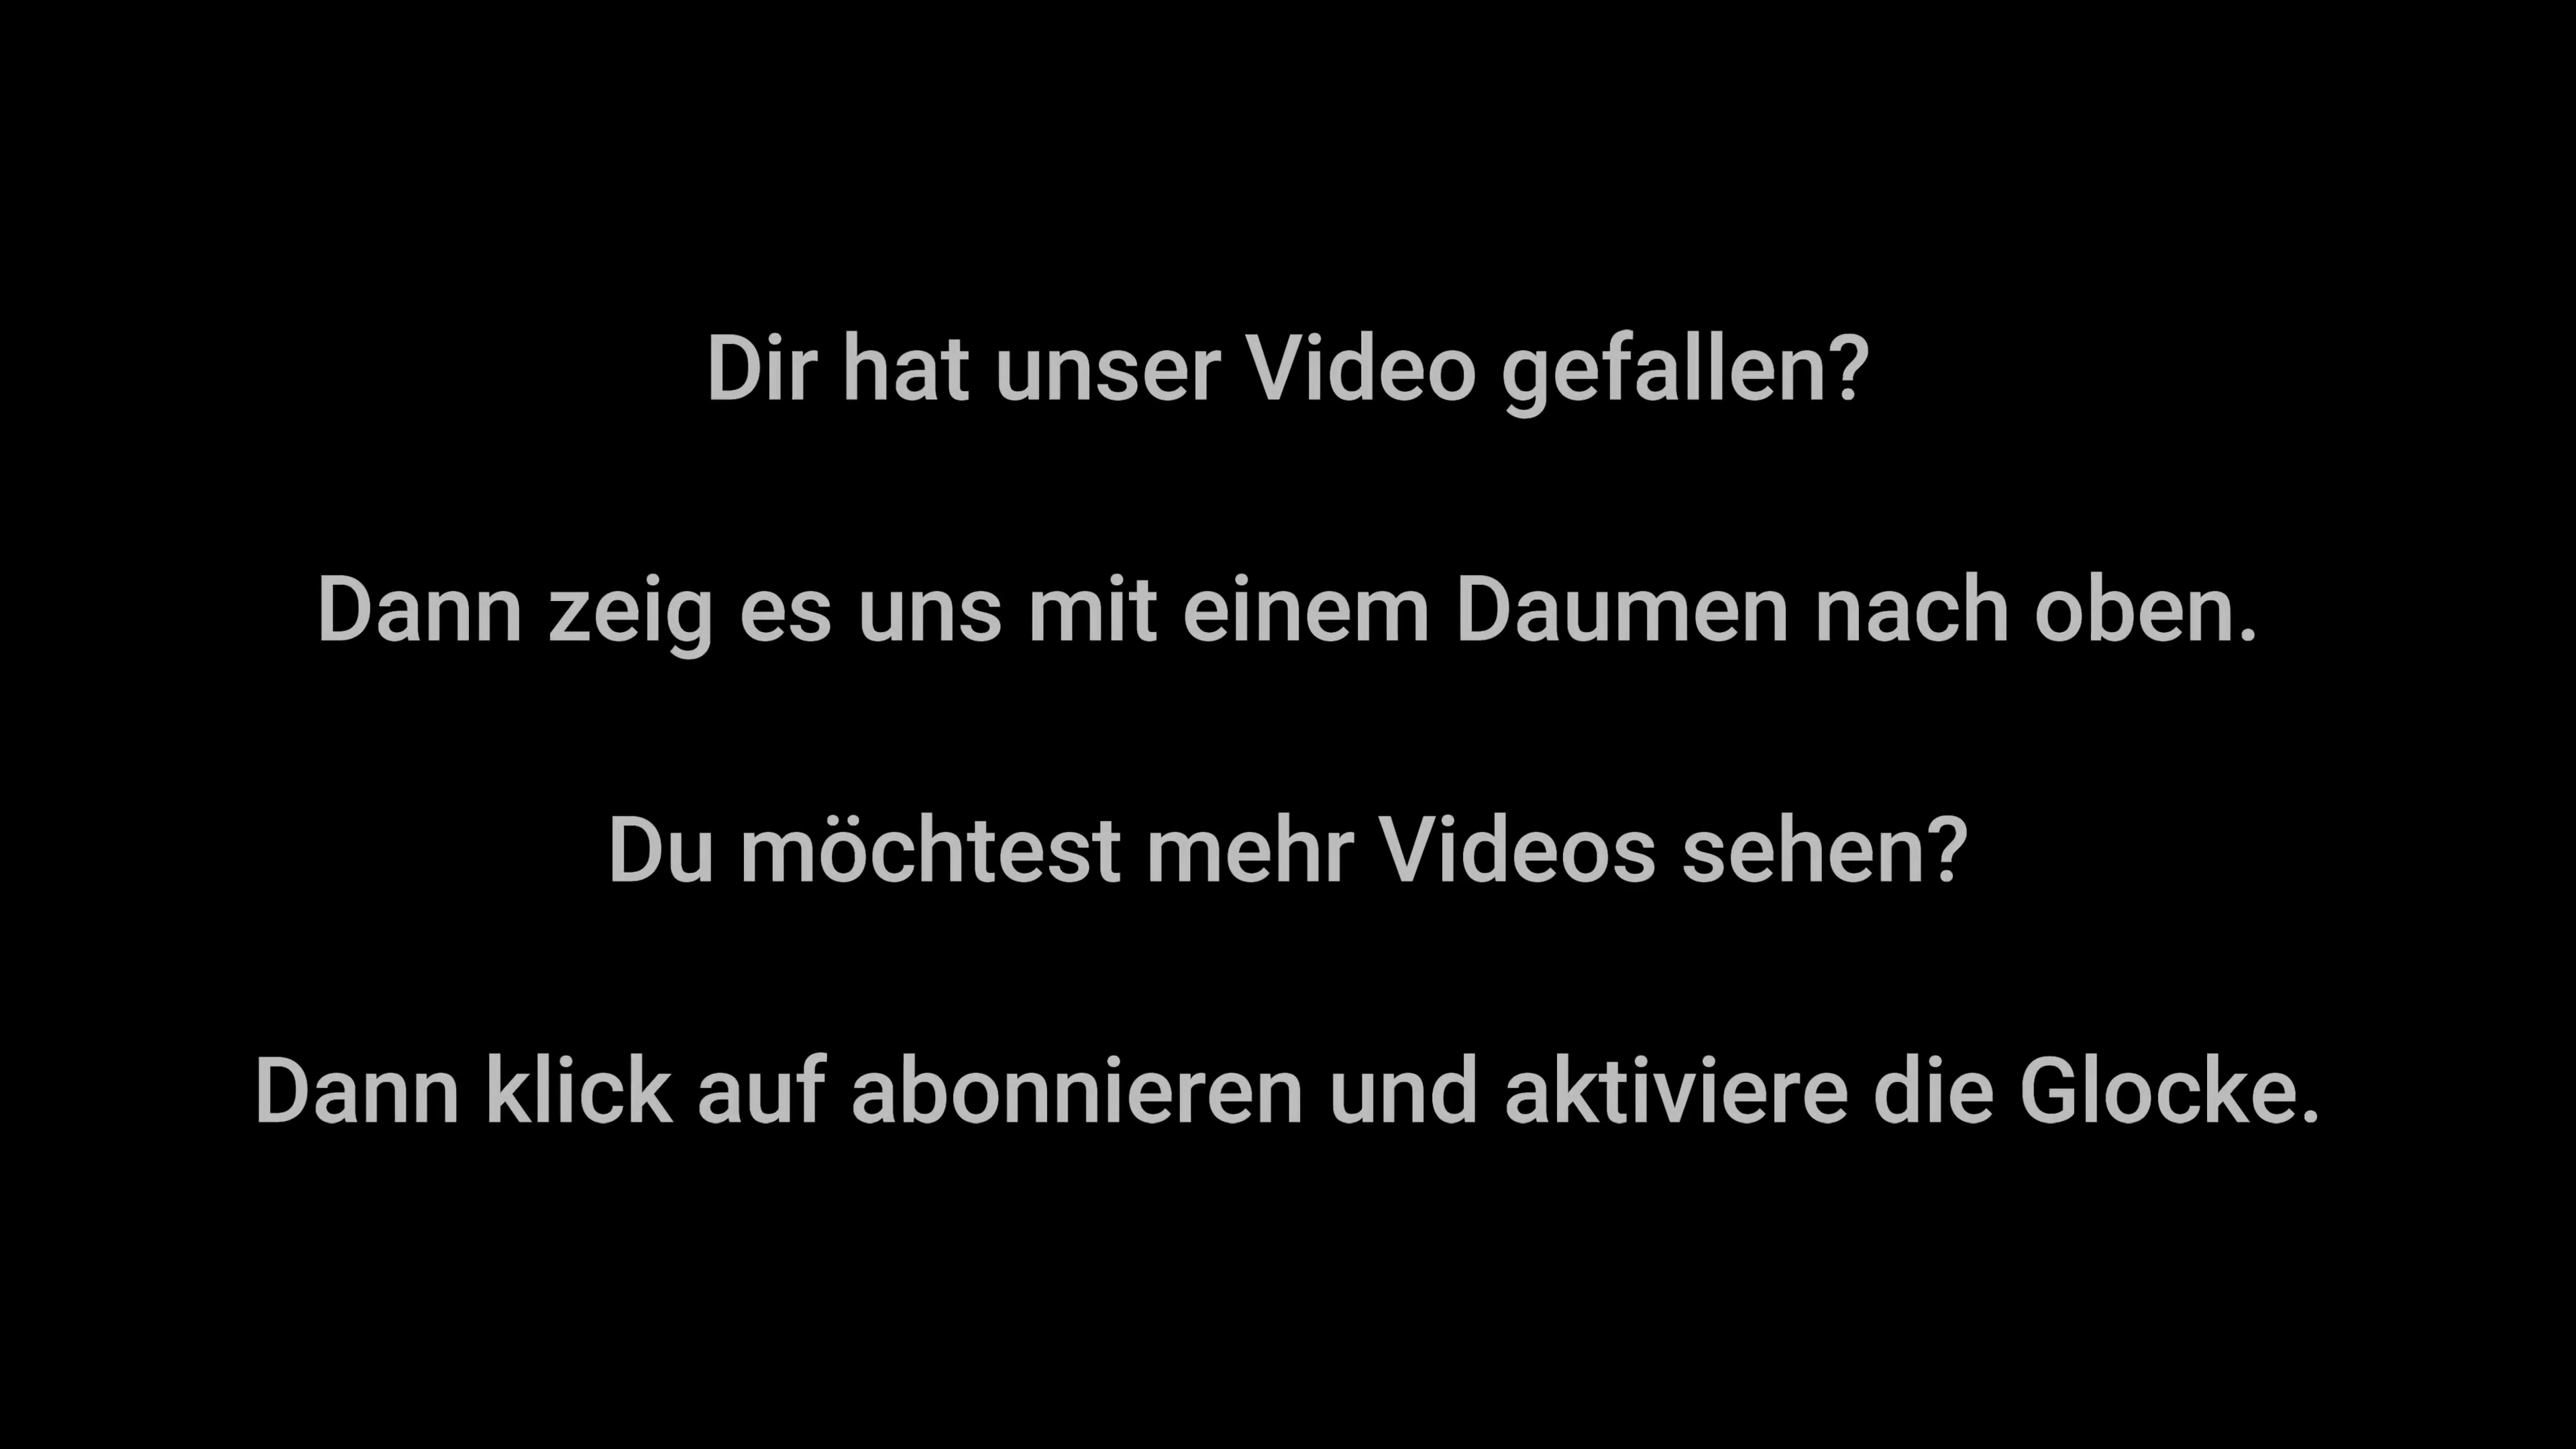 Dir hat unser Video gefallen?
Dann zeig es uns mit einem Daumen nach oben.
Du möchtest mehr Videos sehen?
Dann klick auf abonnieren und aktiviere die Glocke.